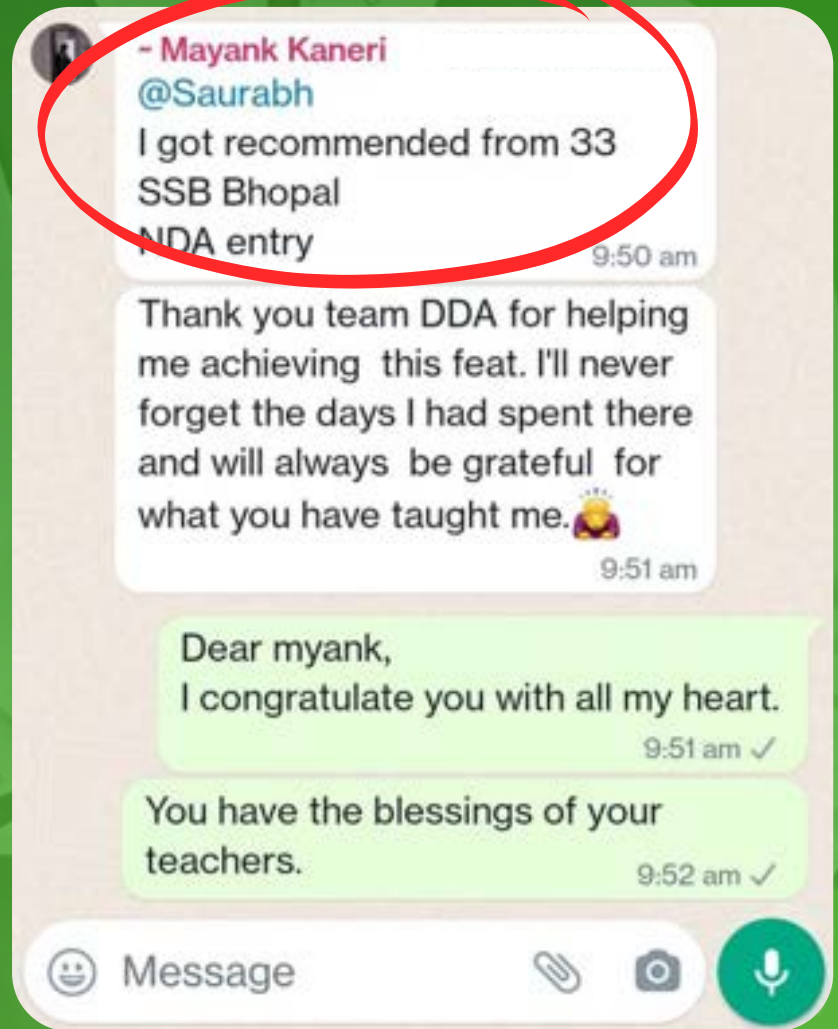 ~ Mayank Kaneri
@Saurabh
I got recommended from 33
SSB Bhopal
NDA entry
9:50 am
Thank you team DDA for helping
me achieving this feat. I'll never
forget the days I had spent there
and will always be grateful for
what you have taught me.🙇
9:51 am
Dear myank,
I congratulate you with all my heart.
9:51 am ✓
You have the blessings of your
teachers.
9:52 am ✓
Message